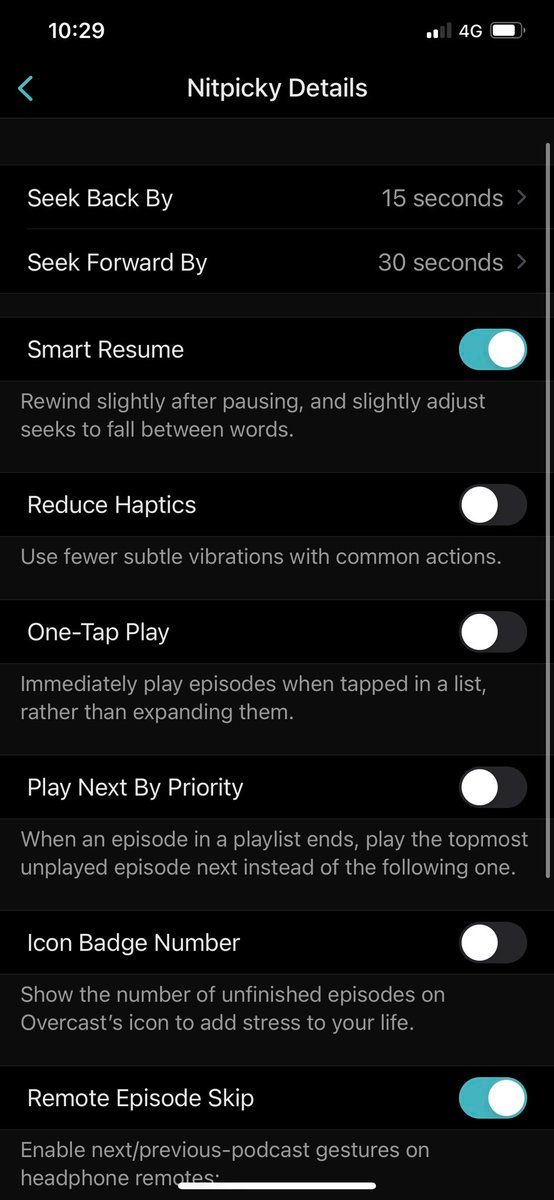 10:29
4G
Nitpicky Details
Seek Back By 15 seconds
Seek Forward By 30 seconds
Smart Resume
Rewind slightly after pausing, and slightly adjust
seeks to fall between words.
Reduce Haptics
Use fewer subtle vibrations with common actions.
One-Tap Play
Immediately play episodes when tapped in a list,
rather than expanding them.
Play Next By Priority
When an episode in a playlist ends, play the topmost
unplayed episode next instead of the following one.
Icon Badge Number
Show the number of unfinished episodes on
Overcast’s icon to add stress to your life.
Remote Episode Skip
Enable next/previous-podcast gestures on
headphone remotes: